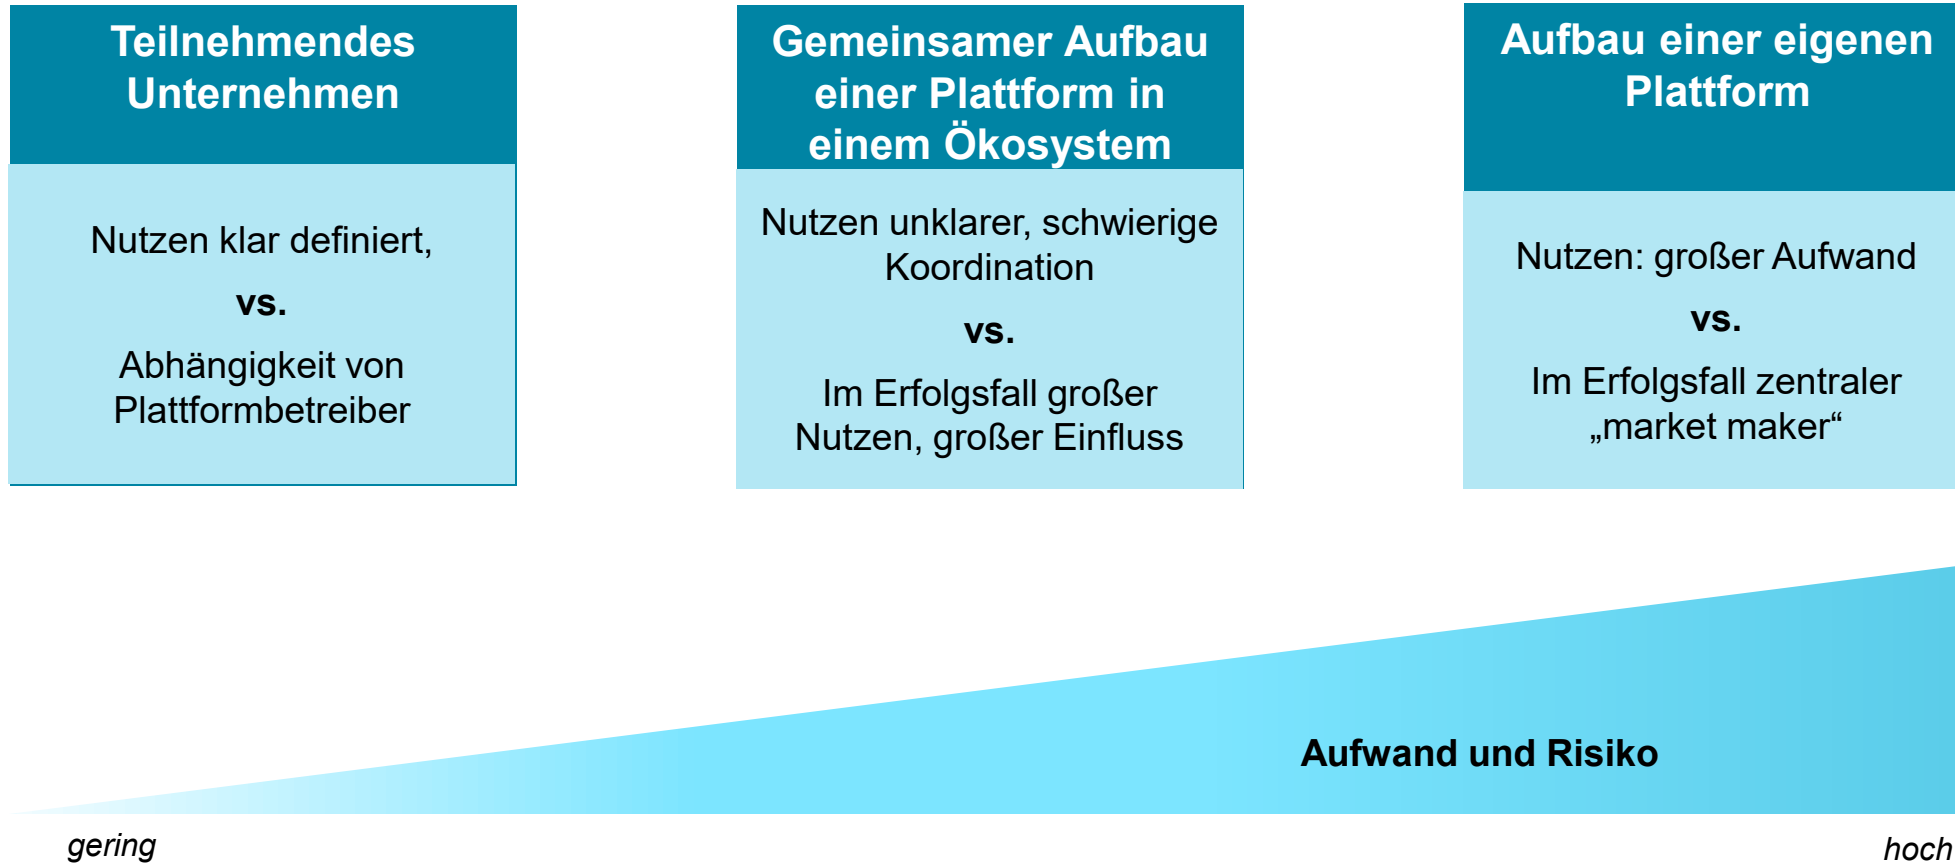 Teilnehmendes
Unternehmen
Nutzen klar definiert,
vs.
Abhängigkeit von
Plattformbetreiber
Gemeinsamer Aufbau
einer Plattform in
einem Ökosystem
Nutzen unklarer, schwierige
Koordination
vs.
Im Erfolgsfall großer
Nutzen, großer Einfluss
Aufbau einer eigenen
Plattform
Nutzen: großer Aufwand
vs.
Im Erfolgsfall zentraler
„market maker“
Aufwand und Risiko
gering
hoch